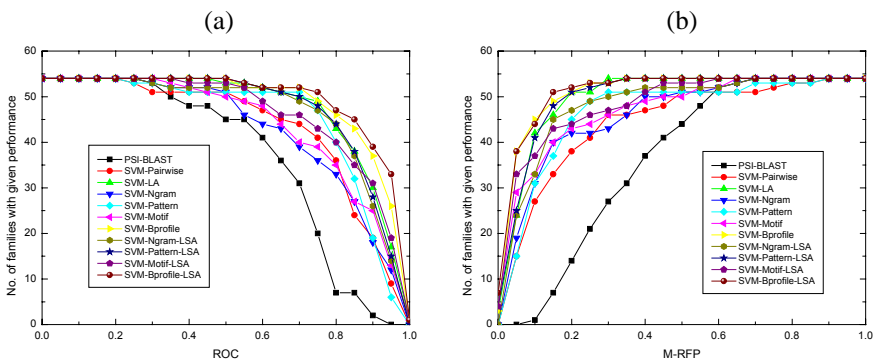 (a)
No. of families with given performance
60
50
40
30
20
10
0
0.0 0.2 0.4 0.6 0.8 1.0
ROC
PSI-BLAST
SVM-Pairwise
SVM-LA
SVM-Ngram
SVM-Pattern
SVM-Motif
SVM-Bprofile
SVM-Ngram-LSA
SVM-Pattern-LSA
SVM-Motif-LSA
SVM-Bprofile-LSA
(b)
No. of families with given performance
60
50
40
30
20
10
0
0.0 0.2 0.4 0.6 0.8 1.0
M-RFP
PSI-BLAST
SVM-Pairwise
SVM-LA
SVM-Ngram
SVM-Pattern
SVM-Motif
SVM-Bprofile
SVM-Ngram-LSA
SVM-Pattern-LSA
SVM-Motif-LSA
SVM-Bprofile-LSA